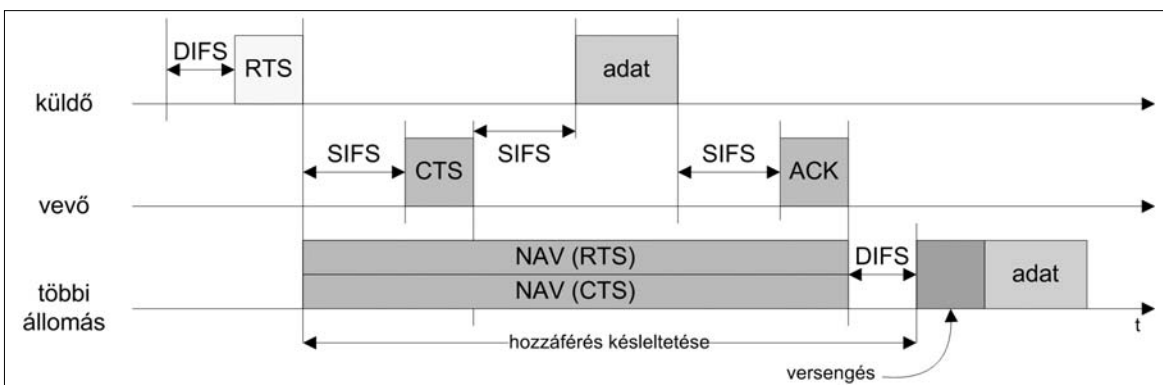 DIFS
RTS
adat
küldő
SIFS
CTS
SIFS
SIFS
ACK
vevő
NAV (RTS)
NAV (CTS)
DIFS
adat
többi
állomás
t
hozzáférés késleltetése
versengés